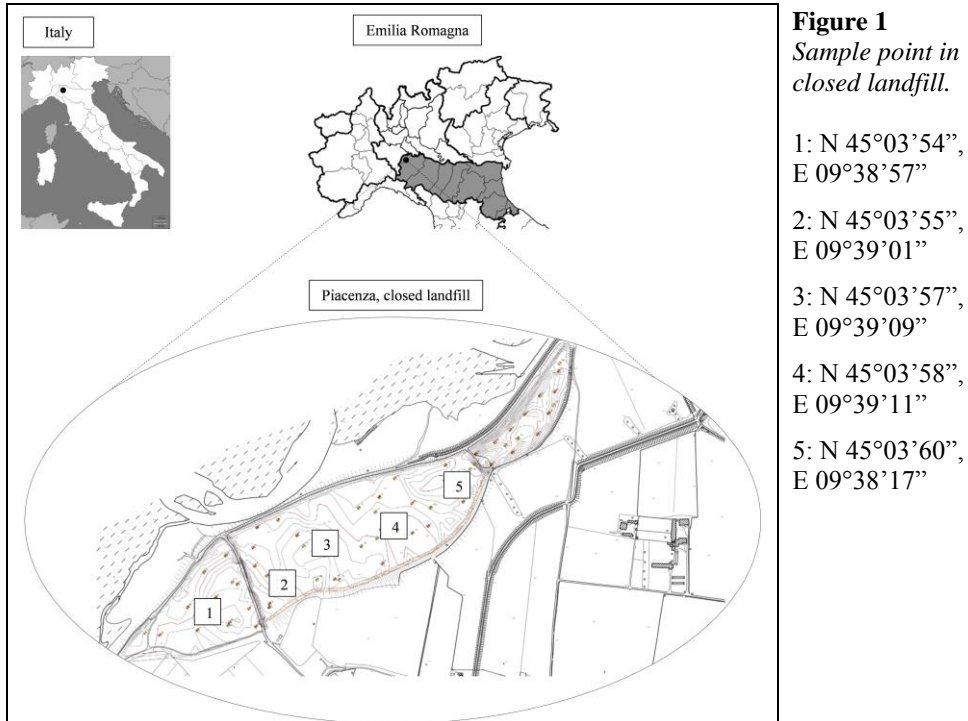 Italy
Emilia Romagna
Piacenza, closed landfill
5
4
3
2
1
Figure 1
Sample point in
closed landfill.
1: N 45°03’54”,
E 09°38’57”
2: N 45°03’55”,
E 09°39’01”
3: N 45°03’57”,
E 09°39’09”
4: N 45°03’58”,
E 09°39’11”
5: N 45°03’60”,
E 09°38’17”